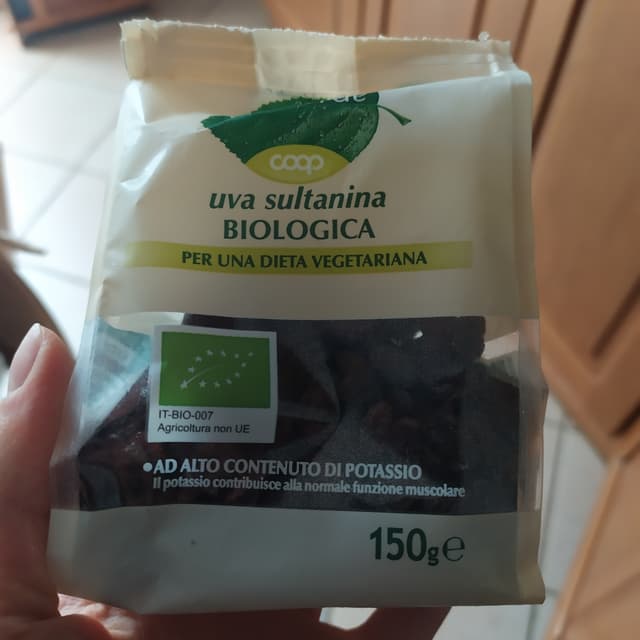 coop
uva sultanina
BIOLOGICA
PER UNA DIETA VEGETARIANA
IT-BIO-007
Agricoltura non UE
•AD ALTO CONTENUTO DI POTASSIO
Il potassio contribuisce alla normale funzione muscolare
150g℮